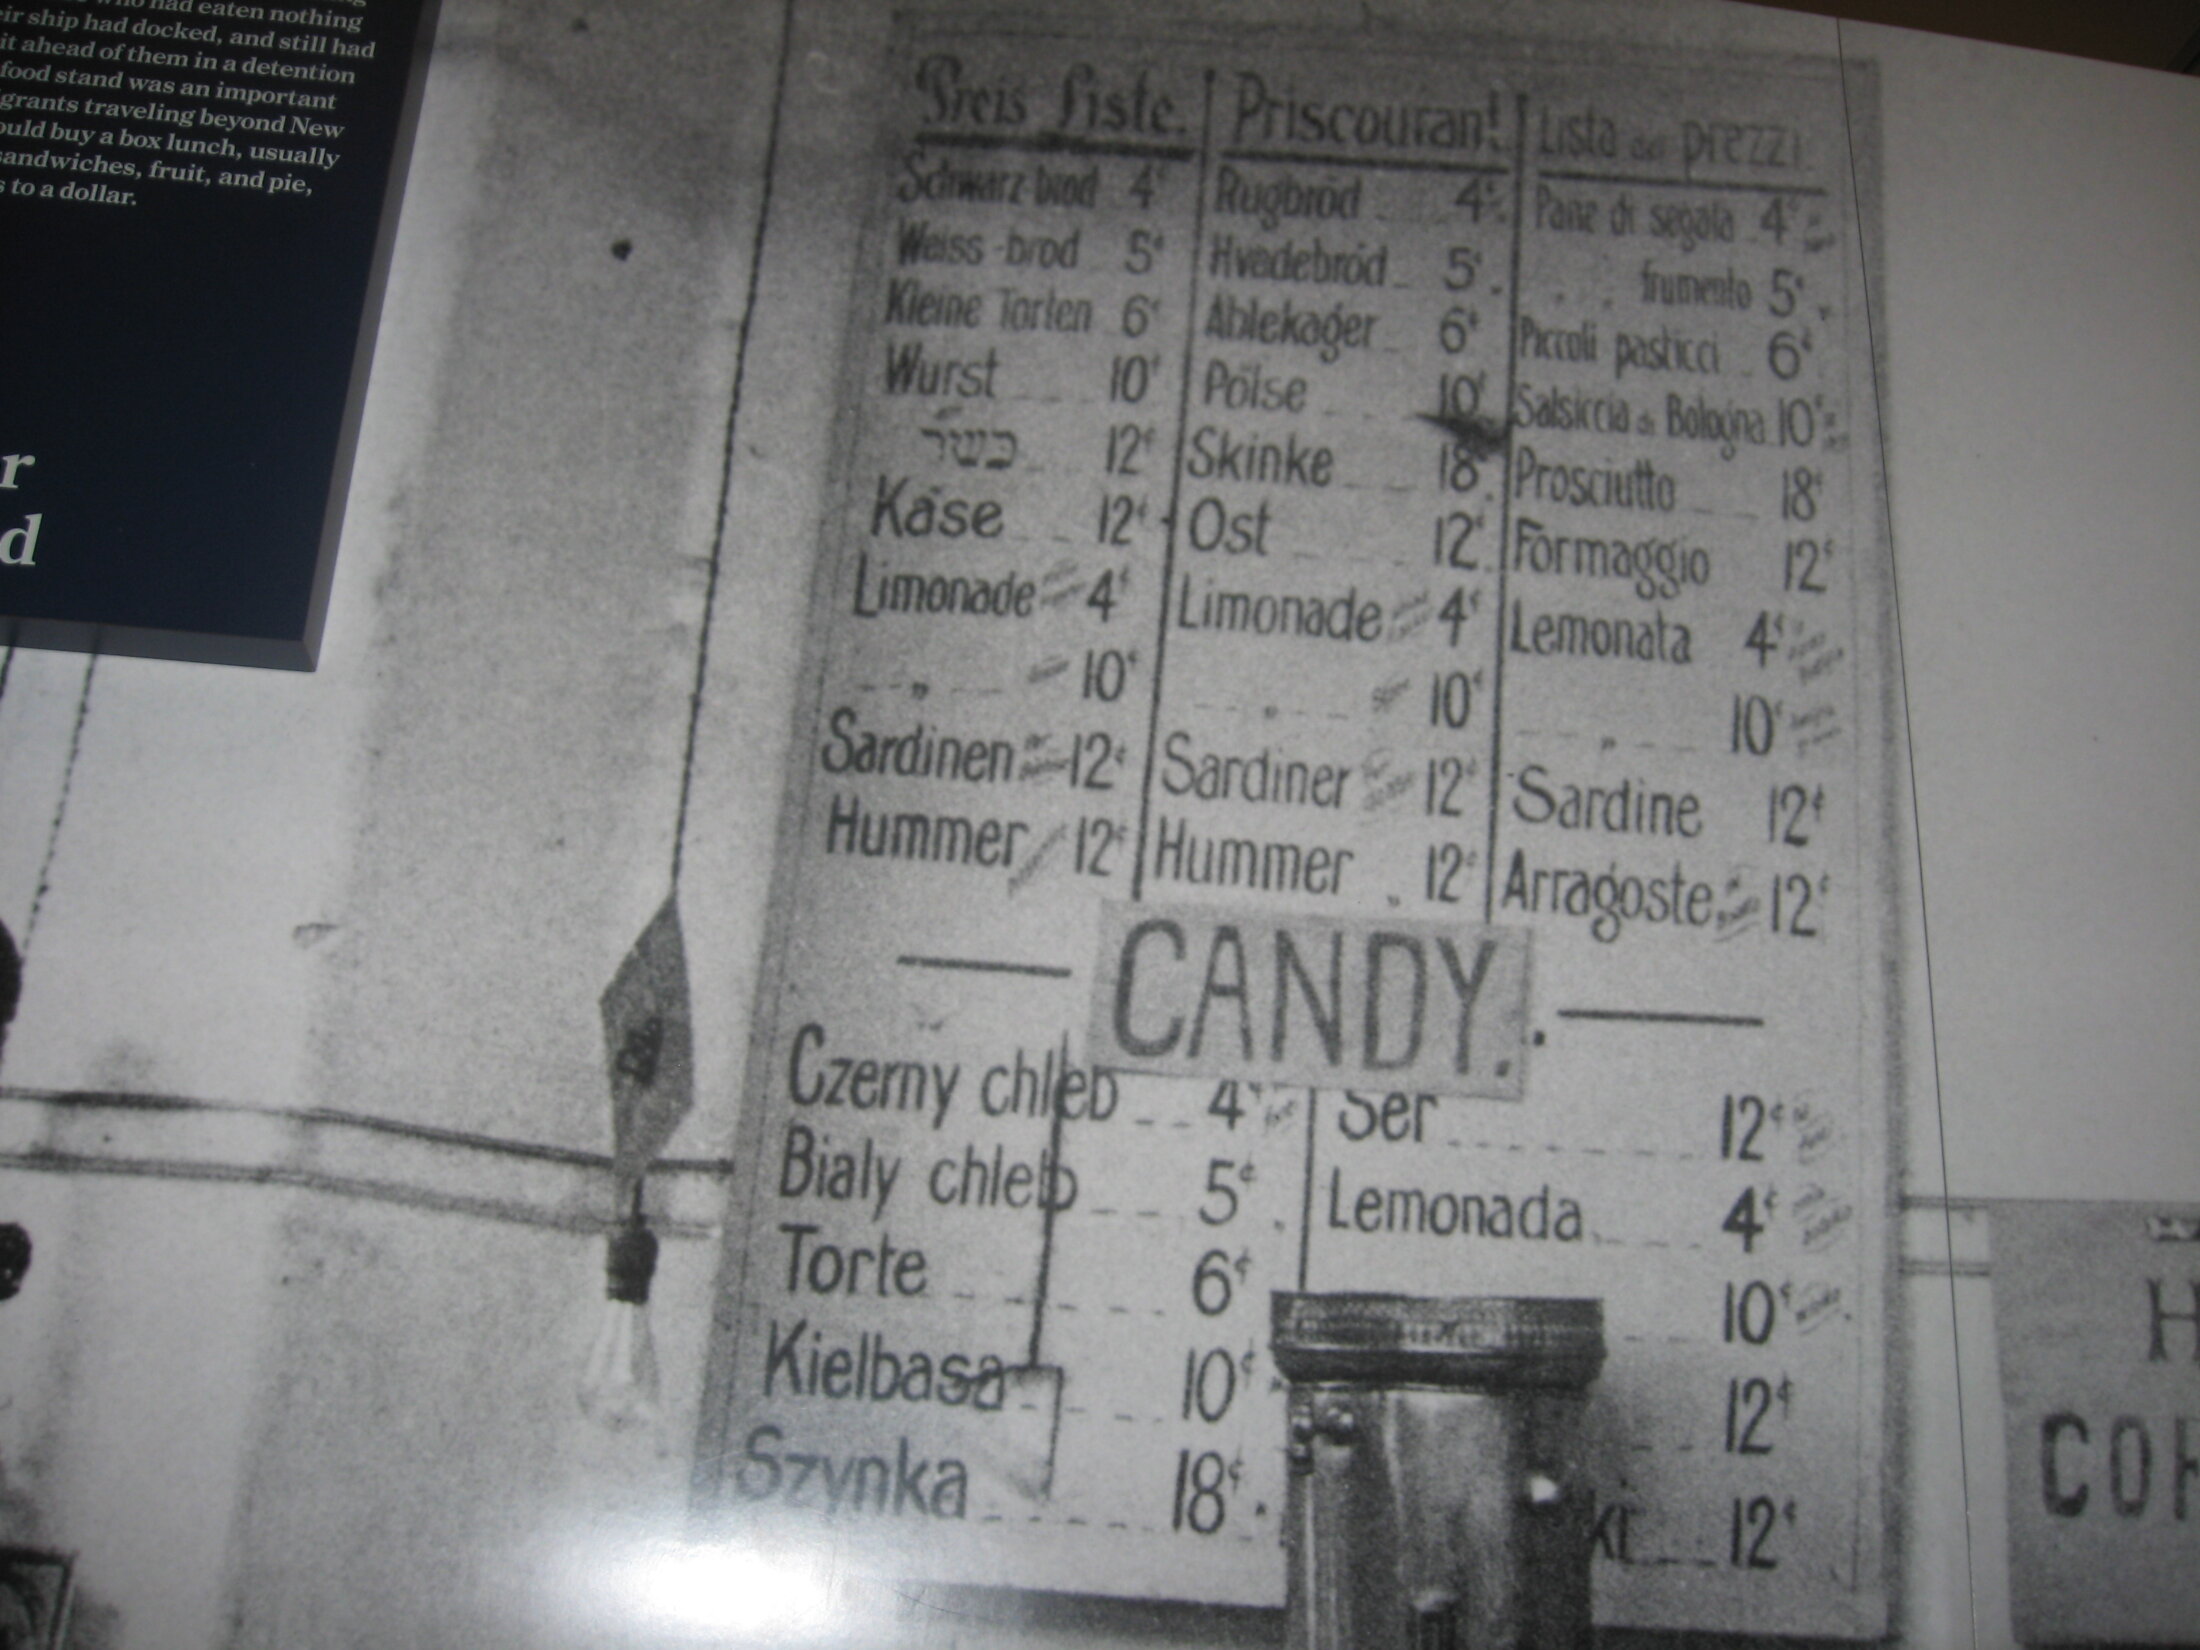 had eaten nothing
ir ship had docked, and still had
it ahead of them in a detention
food stand was an important
grants traveling beyond New
ould buy a box lunch, usually
sandwiches, fruit, and pie,
s to a dollar.
r
d
Preis Liste.
Schwarz-brod 4¢
Weiss-brod 5¢
Kleine Torten 6¢
Wurst 10¢
כשר 12¢
Käse 12¢
Limonade 4¢
" 10¢
Sardinen 12¢
Hummer 12¢
Priscourant
Rugbröd 4¢
Hvedebröd 5¢
Ablekager 6¢
Pölse 10¢
Skinke 18¢
Ost 12¢
Limonade 4¢
" 10¢
Sardiner 12¢
Hummer 12¢
Lista dei prezzi
Pane di segala 4¢
" " frumento 5¢
Piccoli pasticci 6¢
Salsiccia di Bologna 10¢
Prosciutto 18¢
Formaggio 12¢
Lemonata 4¢
" 10¢
Sardine 12¢
Arragoste 12¢
CANDY.
Czerny chleb 4¢
Bialy chleb 5¢
Torte 6¢
Kielbasa 10¢
Szynka 18¢
Ser 12¢
Lemonada 4¢
10¢
12¢
12¢
H
COF